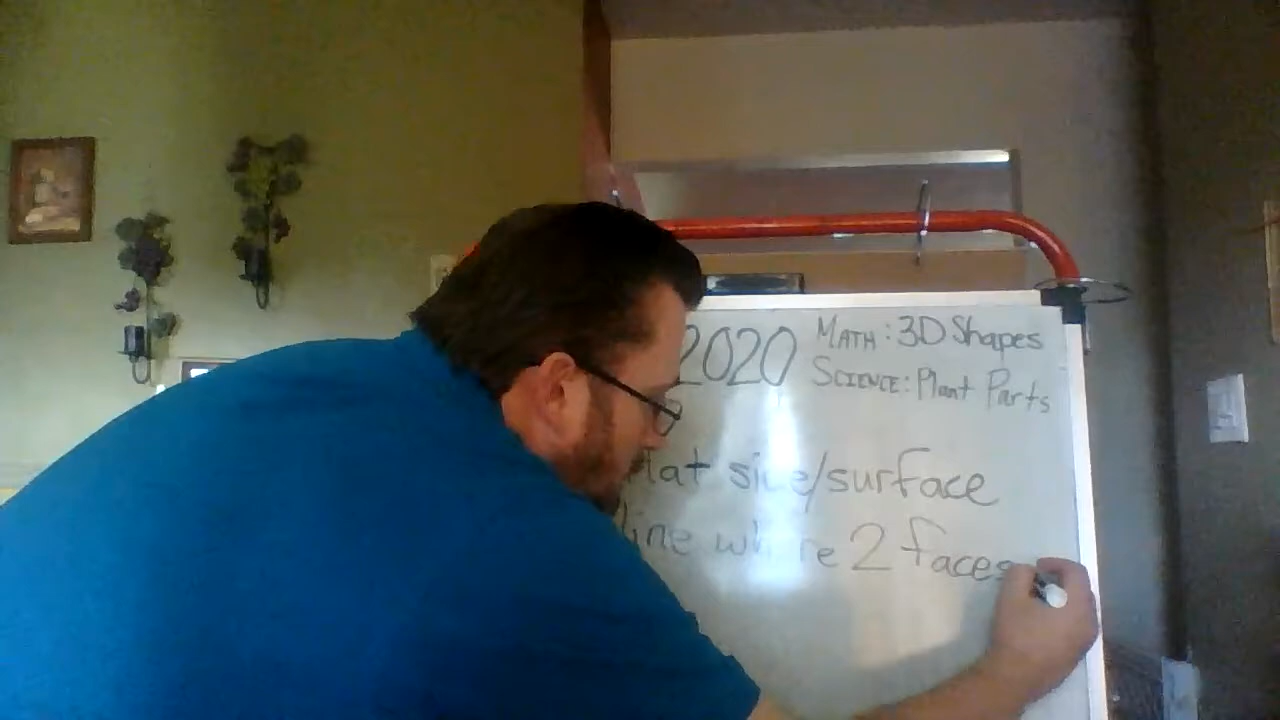 2020
MATH: 3D Shapes
SCIENCE: Plant Parts
flat side/surface
line where 2 faces